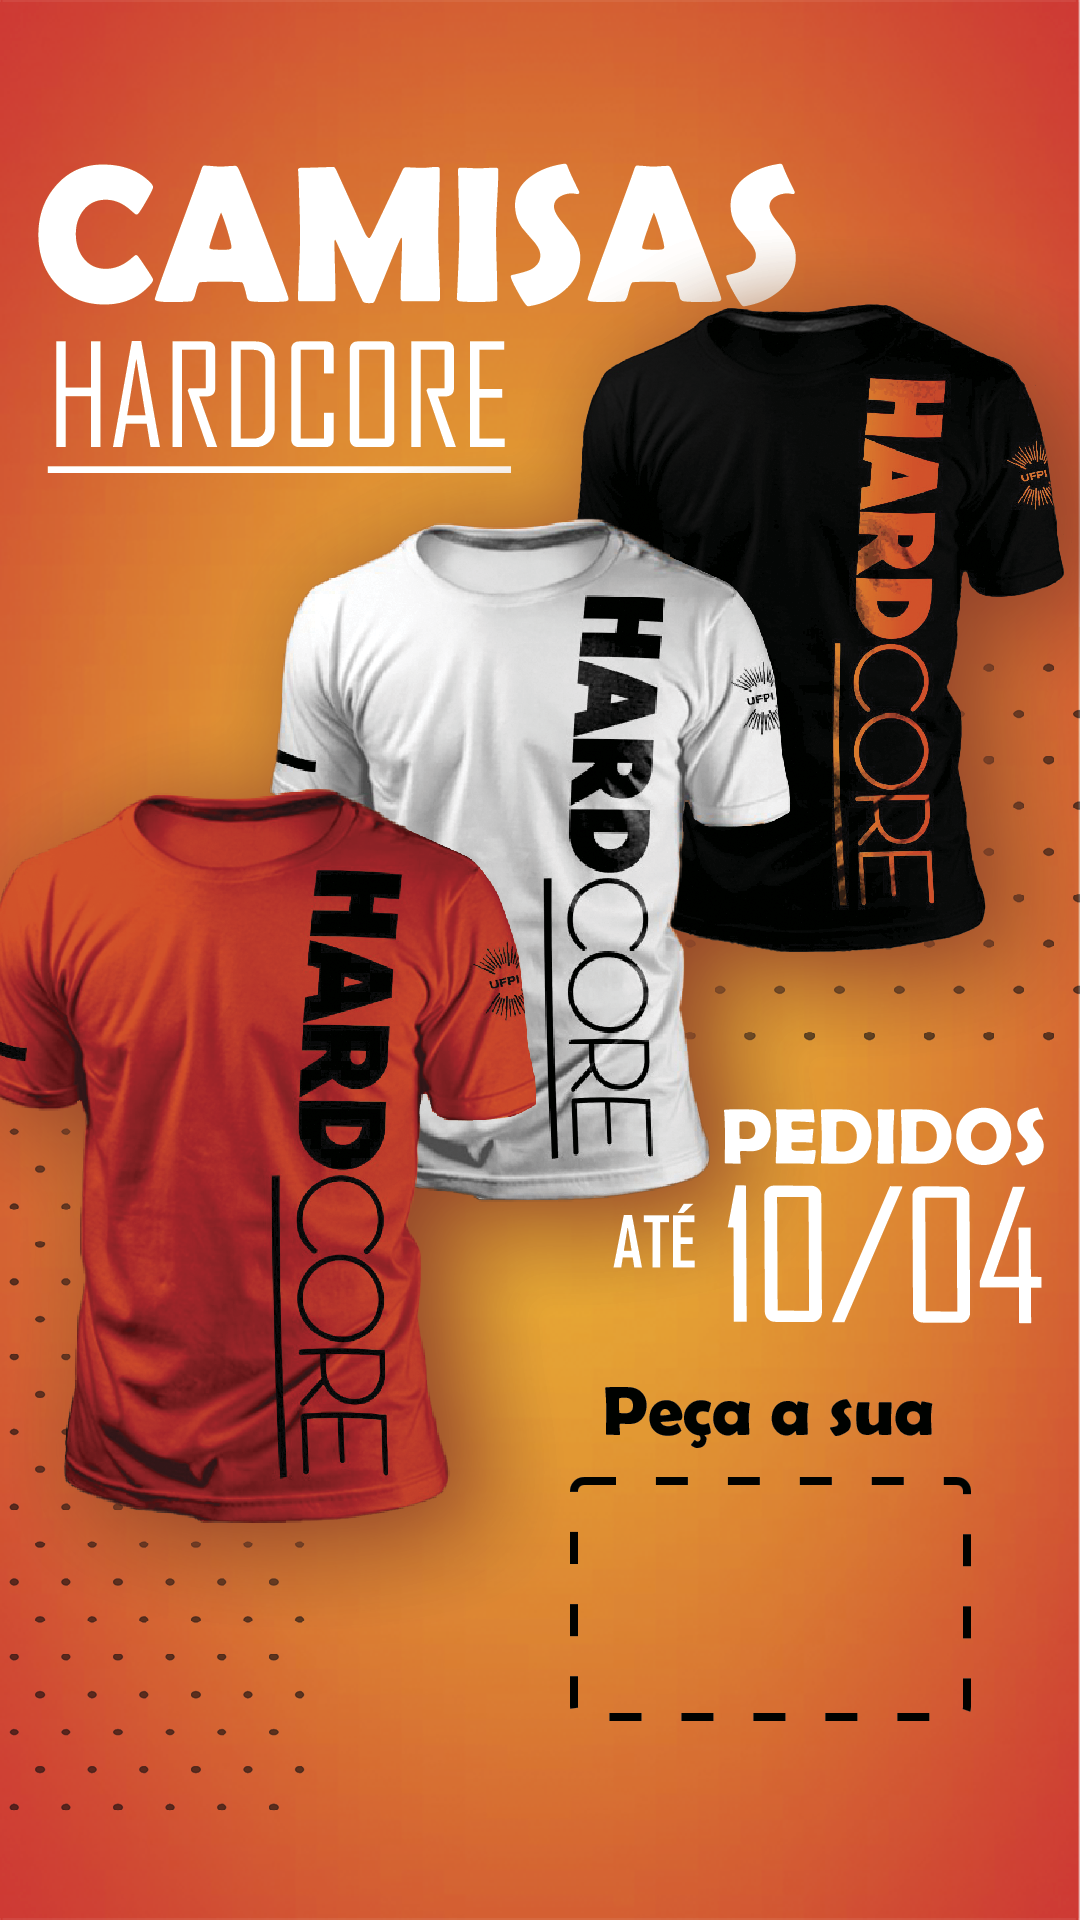 CAMISAS
HARDCORE
HARDCORE
UFPI
HARDCORE
UFPI
HARDCORE
UFPI
PEDIDOS
ATÉ 10/04
Peça a sua